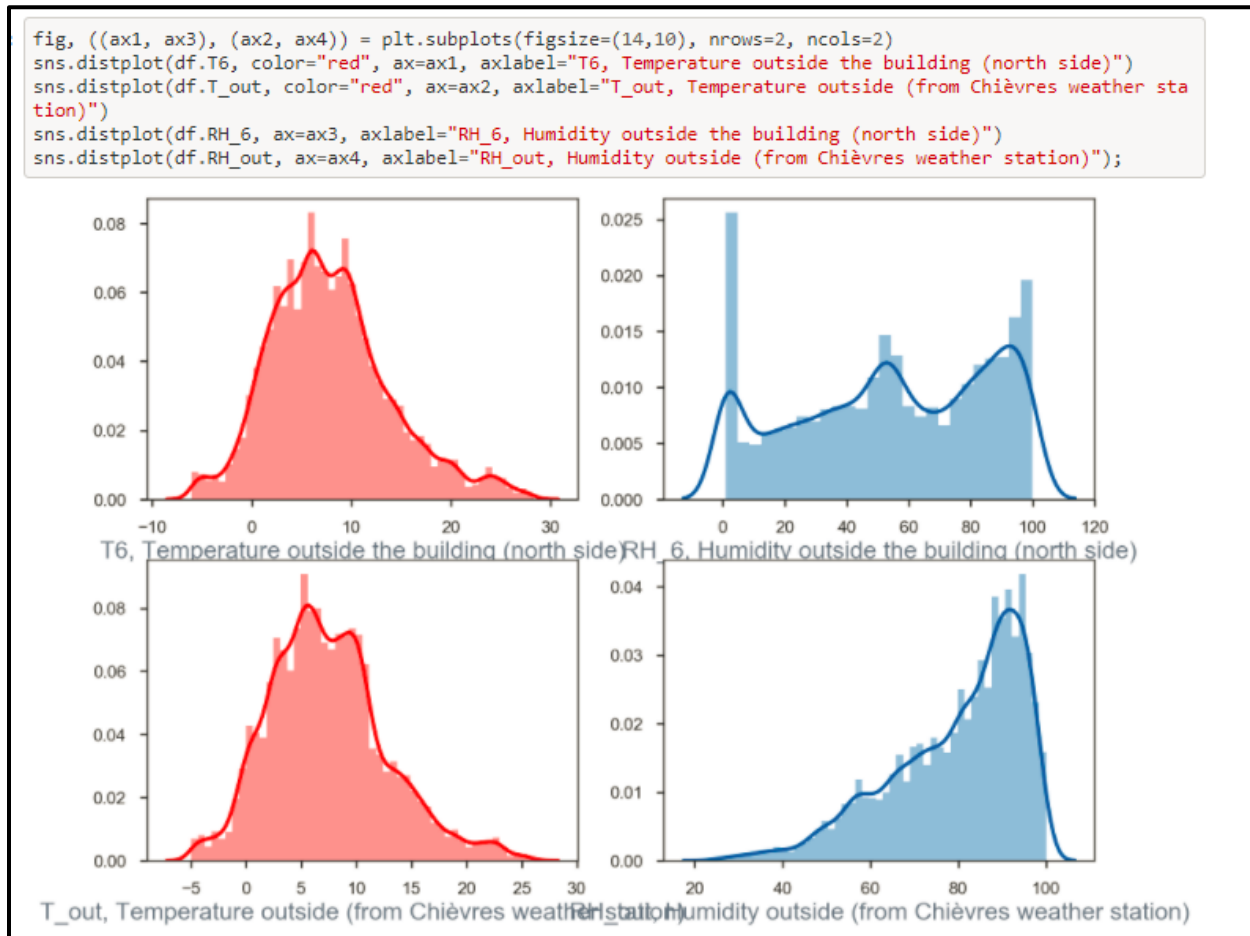 fig, ((ax1, ax3), (ax2, ax4)) = plt.subplots(figsize=(14,10), nrows=2, ncols=2)
sns.distplot(df.T6, color="red", ax=ax1, axlabel="T6, Temperature outside the building (north side)")
sns.distplot(df.T_out, color="red", ax=ax2, axlabel="T_out, Temperature outside (from Chièvres weather sta
tion)")
sns.distplot(df.RH_6, ax=ax3, axlabel="RH_6, Humidity outside the building (north side)")
sns.distplot(df.RH_out, ax=ax4, axlabel="RH_out, Humidity outside (from Chièvres weather station)");
0.08
0.06
0.04
0.02
0.00
−10 0 10 20 30
T6, Temperature outside the building (north side)
0.025
0.020
0.015
0.010
0.005
0.000
0 20 40 60 80 100 120
RH_6, Humidity outside the building (north side)
0.08
0.06
0.04
0.02
0.00
−5 0 5 10 15 20 25 30
T_out, Temperature outside (from Chièvres weather station)
0.04
0.03
0.02
0.01
0.00
20 40 60 80 100
RH_out, Humidity outside (from Chièvres weather station)